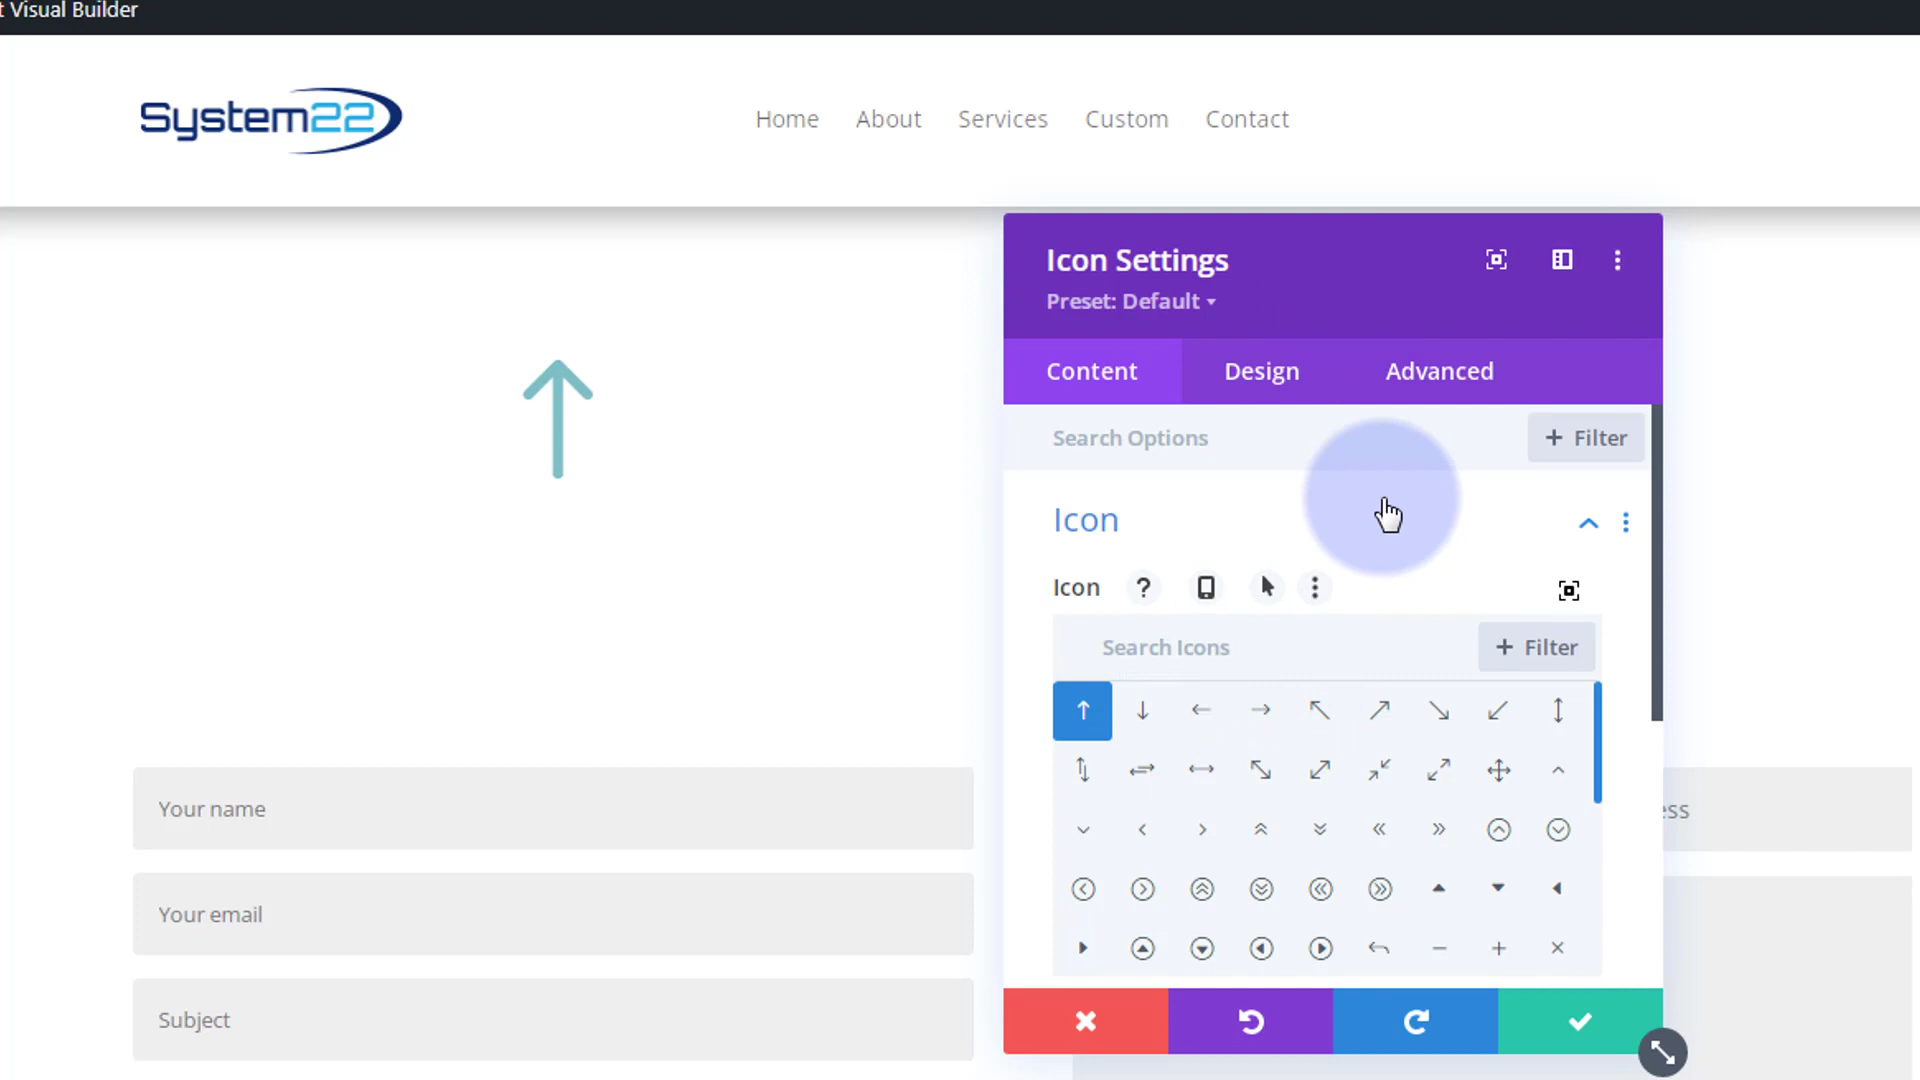 t Visual Builder
System22
Home About Services Custom Contact
Icon Settings
Preset: Default
Content Design Advanced
Search Options
+ Filter
Icon
Icon ?
Search Icons
+ Filter
Your name
ess
Your email
Subject